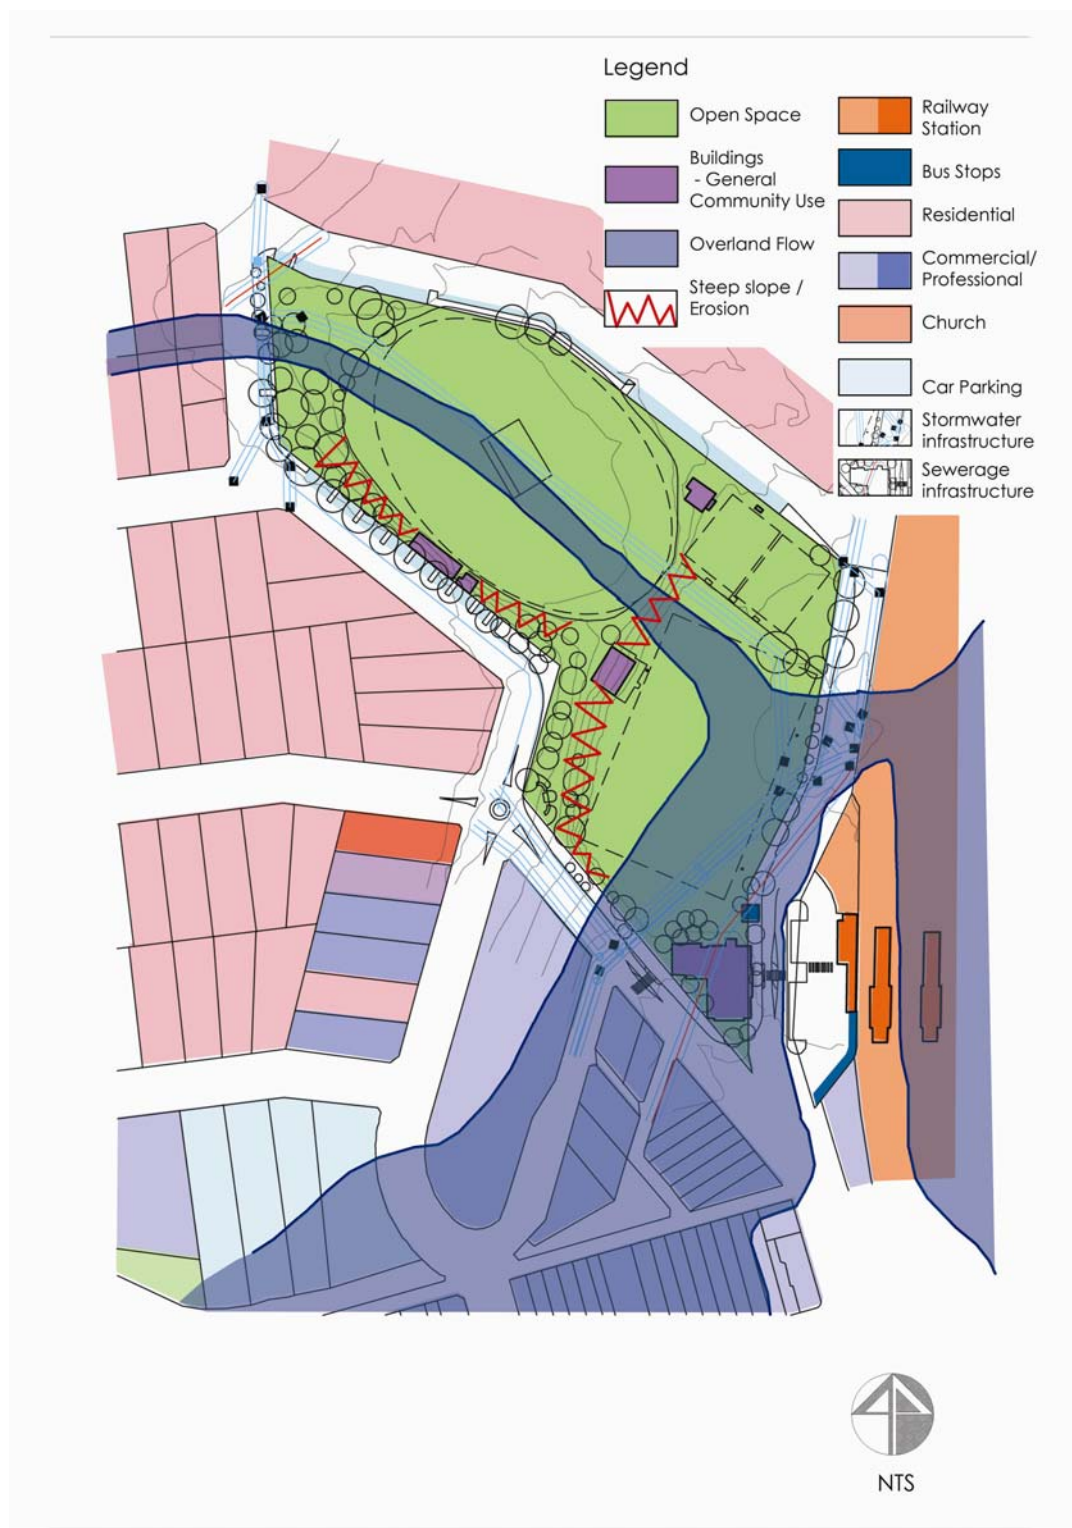 Legend
Open Space
Buildings
- General
Community Use
Overland Flow
Steep slope /
Erosion
Railway
Station
Bus Stops
Residential
Commercial/
Professional
Church
Car Parking
Stormwater
infrastructure
Sewerage
infrastructure
NTS